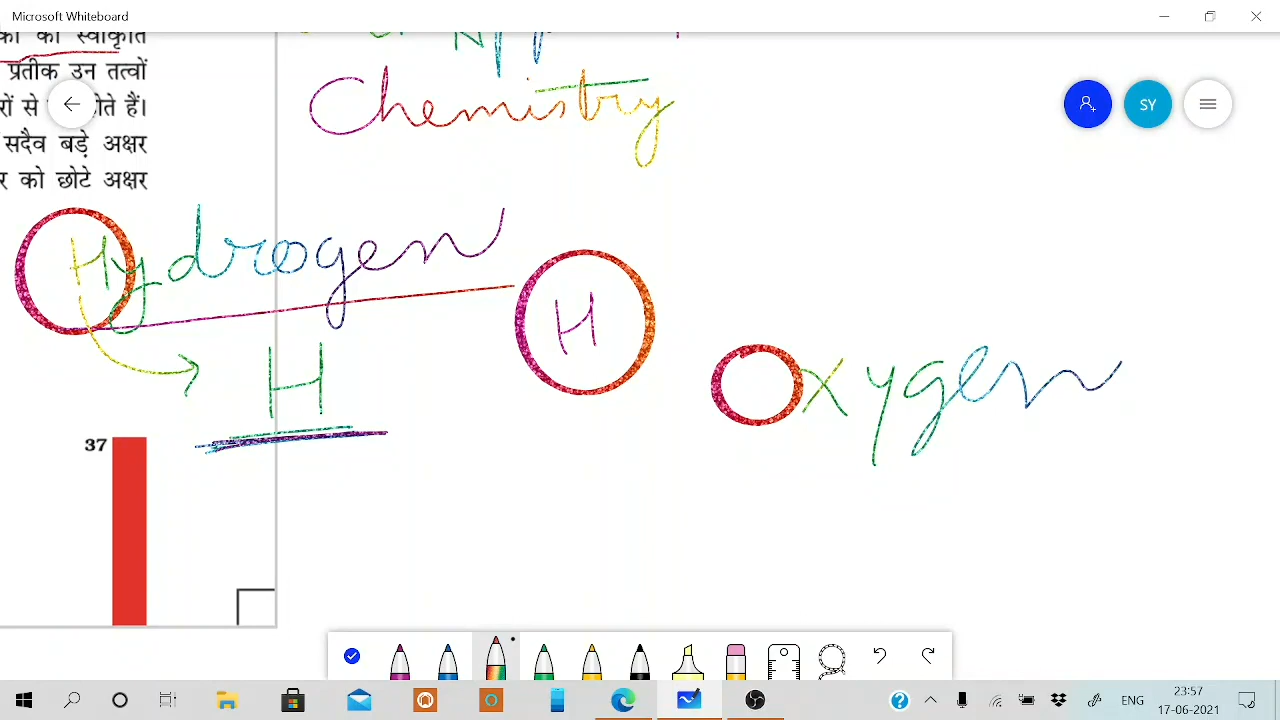 Microsoft Whiteboard
की स्वीकृति
प्रतीक उन तत्वों
होते हैं।
सदैव बड़े अक्षर
र को छोटे अक्षर
Chemistry
SY
Hydrogen
H
H
Oxygen
37
ENG
23:57
17-06-2021